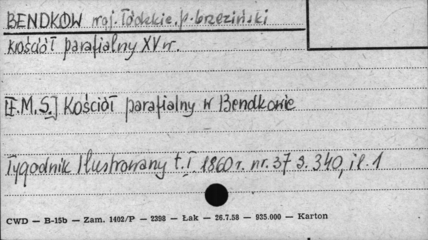 BENDKÓW woj. Łódzkie, p. brzeziński
kościół parafialny XV w.
[F.M.S.] Kościół parafialny w Bendkowie
Tygodnik Ilustrowany t. I. 1860 r. nr. 37 s. 340, il. 1
CWD — B-15b — Zam. 1402/P — 2398 — Łak — 26.7.58 — 935.000 — Karton